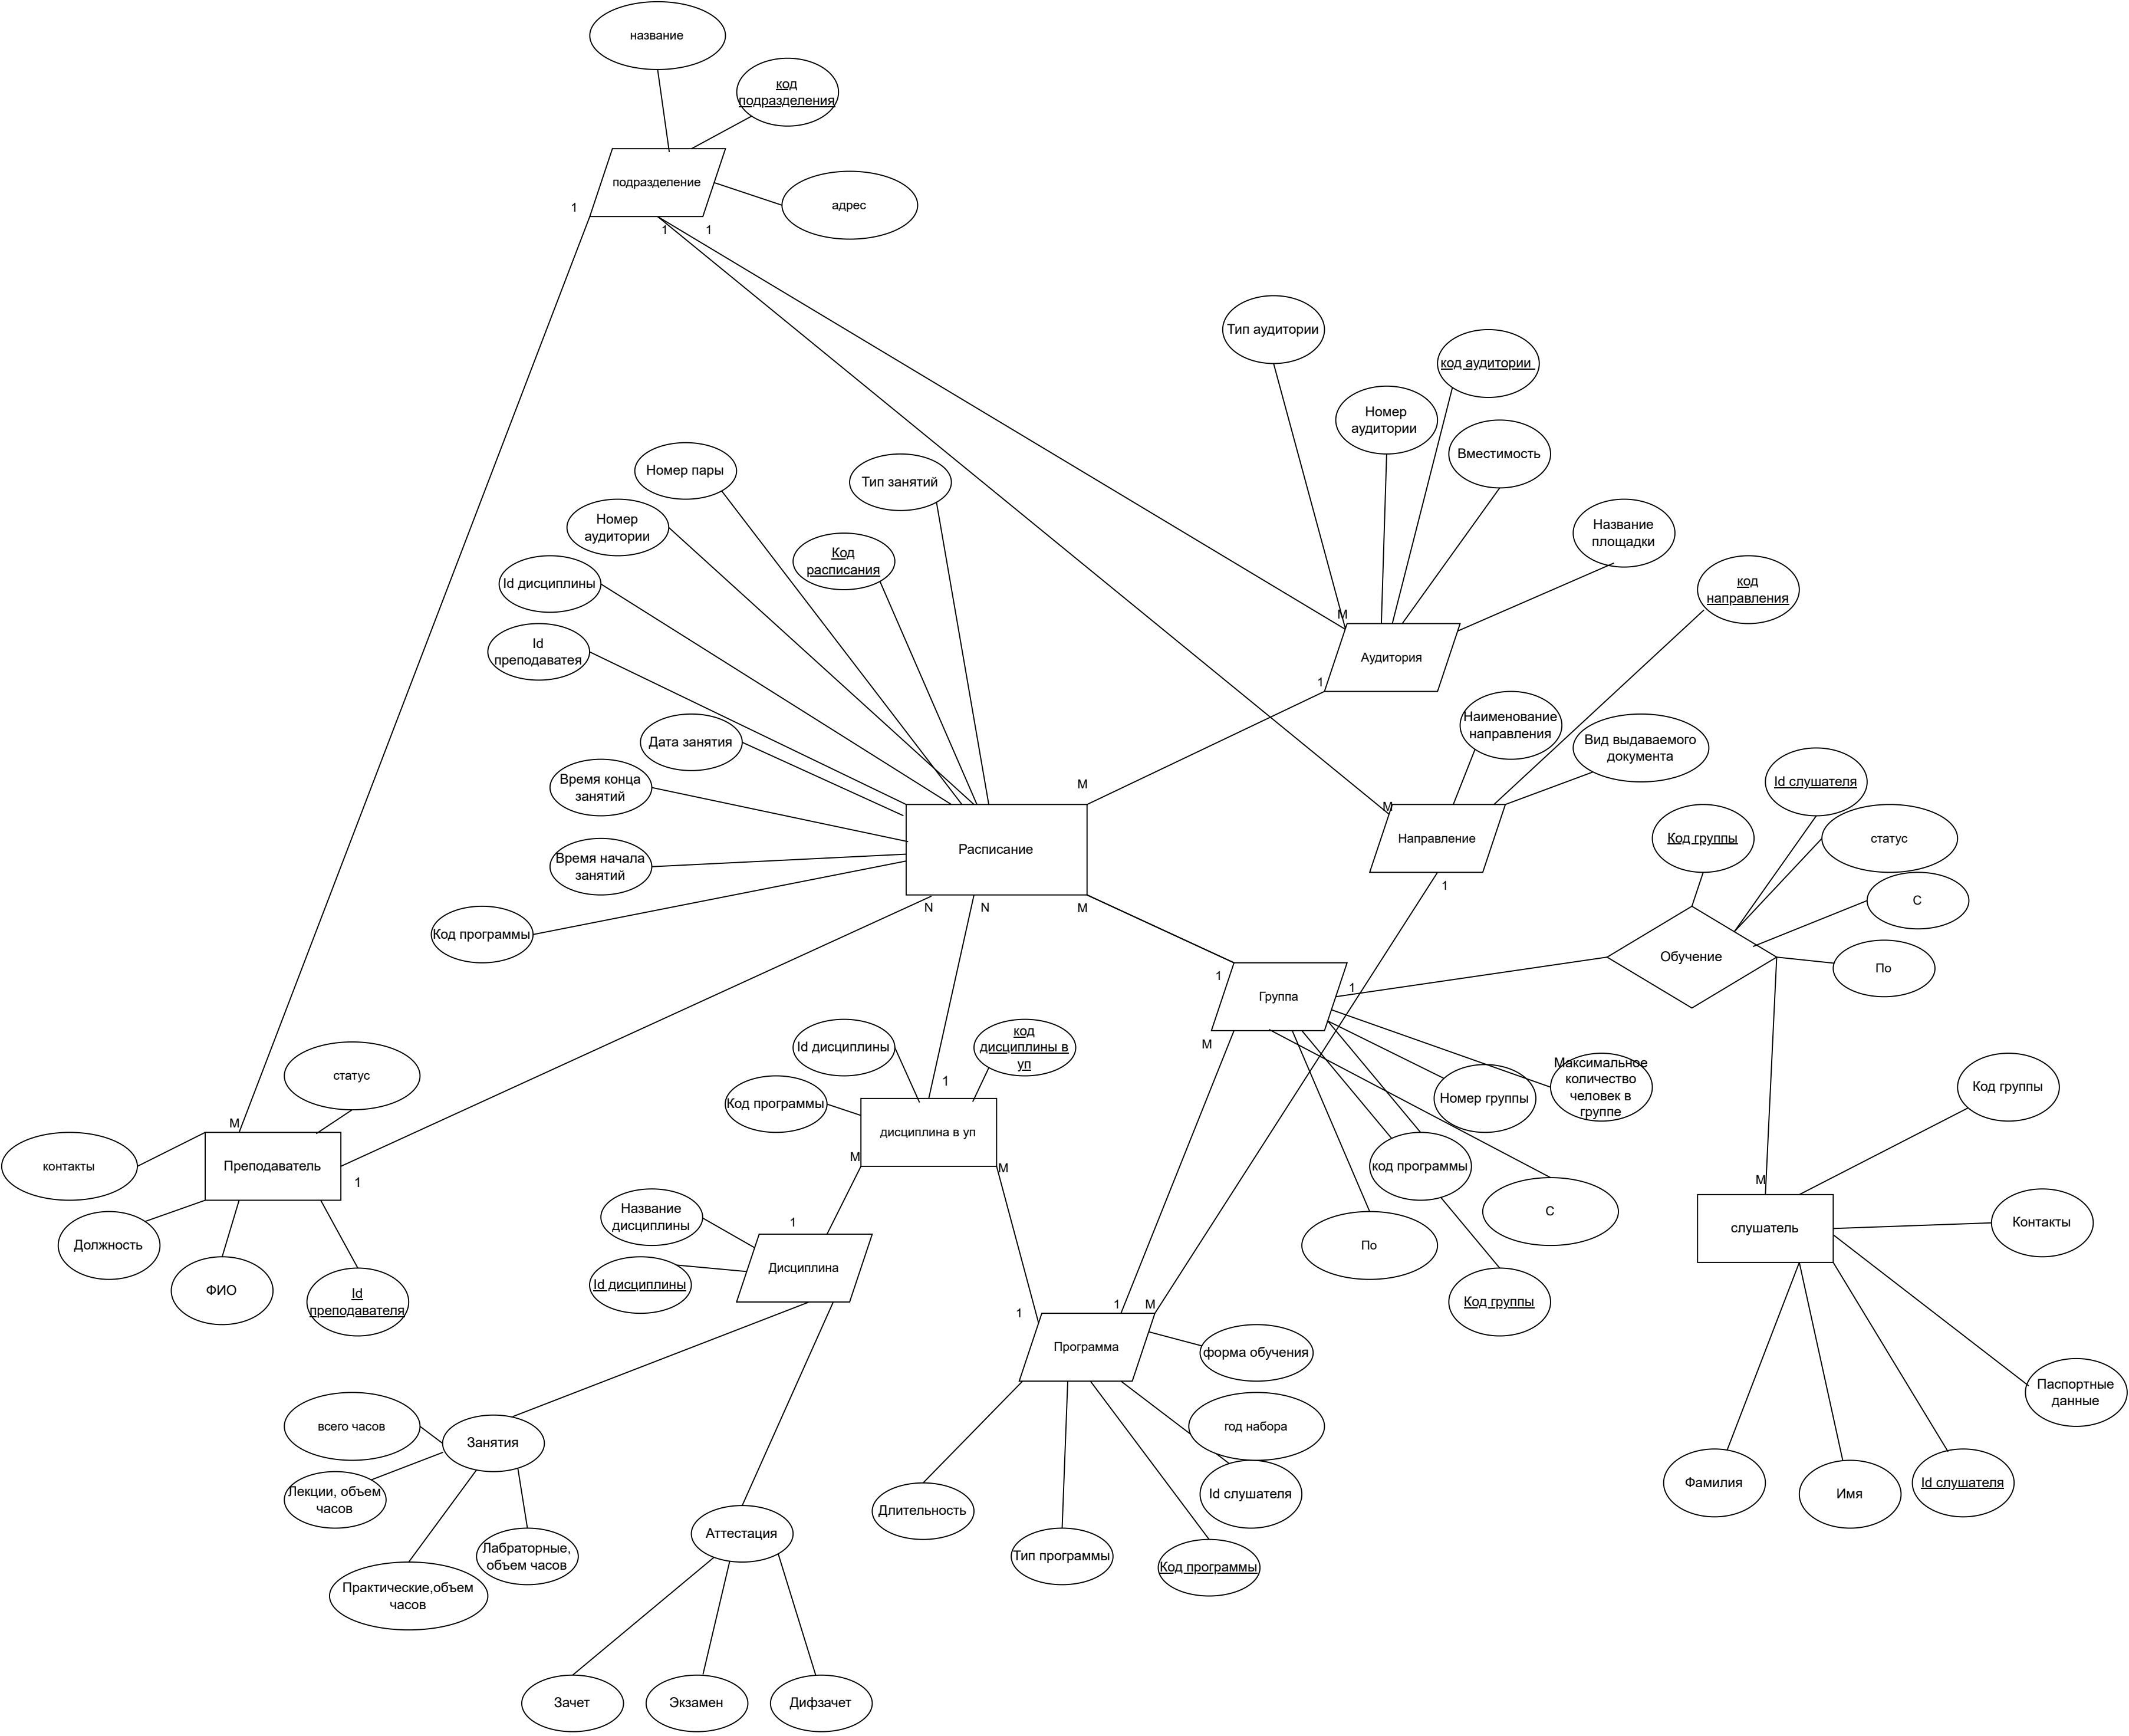 название
код
подразделения
подразделение
адрес
1
1
1
Тип аудитории
код аудитории
Номер
аудитории
Вместимость
Номер пары
Тип занятий
Номер
аудитории
Название
площадки
Код
расписания
Id дисциплины
код
направления
М
Id
преподаватея
Аудитория
1
Наименование
направления
Дата занятия
Вид выдаваемого
документа
Время конца
занятий
М
Id слушателя
М
Расписание
Направление
Код группы
статус
Время начала
занятий
1
С
N
N
М
Код программы
Обучение
По
1
Группа
1
Id дисциплины
код
дисциплины в
уп
М
Максимальное
количество
человек в
группе
статус
1
Код группы
Код программы
Номер группы
М
дисциплина в уп
контакты
Преподаватель
М
М
код программы
1
М
Название
дисциплины
1
С
слушатель
Контакты
Должность
По
Дисциплина
ФИО
Id
преподавателя
Id дисциплины
1
1
М
Код группы
Программа
форма обучения
Паспортные
данные
всего часов
Занятия
год набора
Лекции, объем
часов
Длительность
Id слушателя
Фамилия
Имя
Id слушателя
Аттестация
Лабраторные,
объем часов
Тип программы
Код программы
Практические,объем
часов
Зачет
Экзамен
Дифзачет